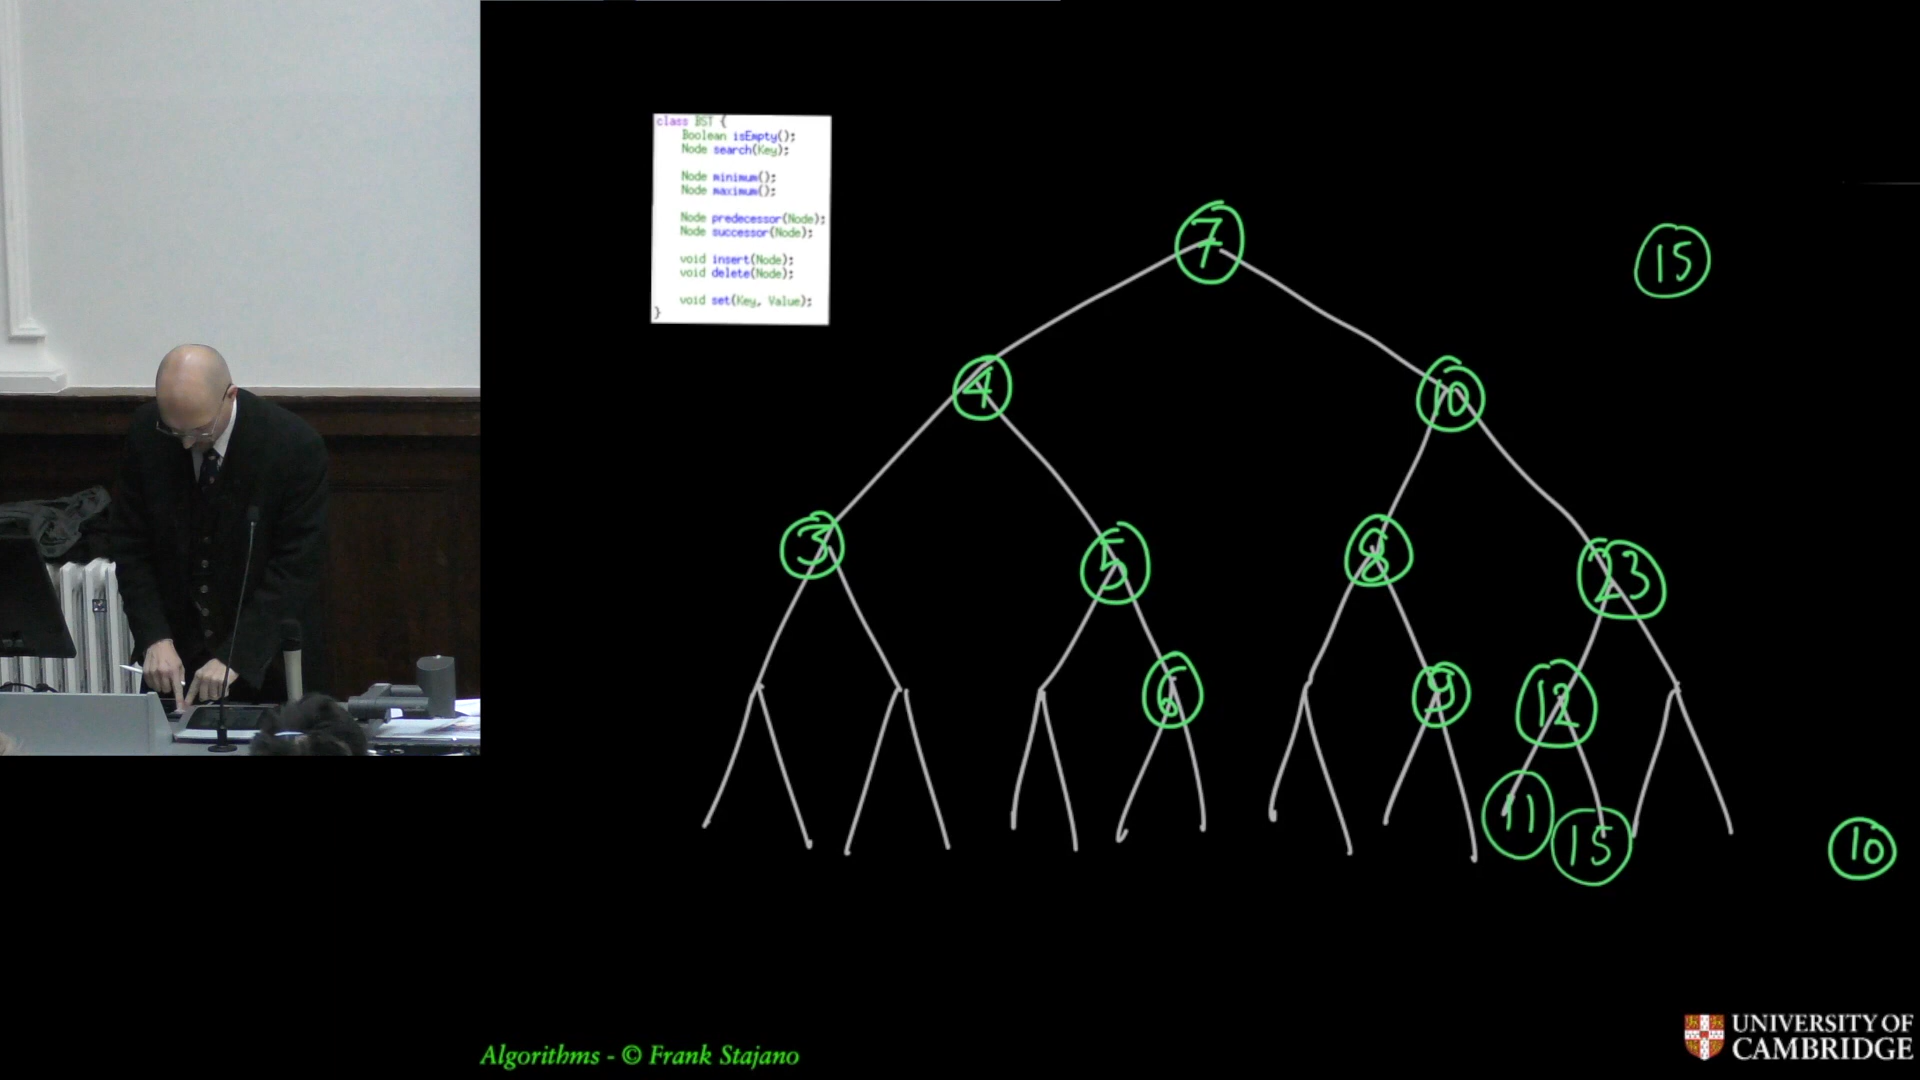 class BST {
Boolean isEmpty();
Node search(Key);
Node minimum();
Node maximum();
Node predecessor(Node);
Node successor(Node);
void insert(Node);
void delete(Node);
void set(Key, Value);
}
7
15
4
10
3
5
8
23
6
9
12
11
15
10
Algorithms - © Frank Stajano
UNIVERSITY OF
CAMBRIDGE